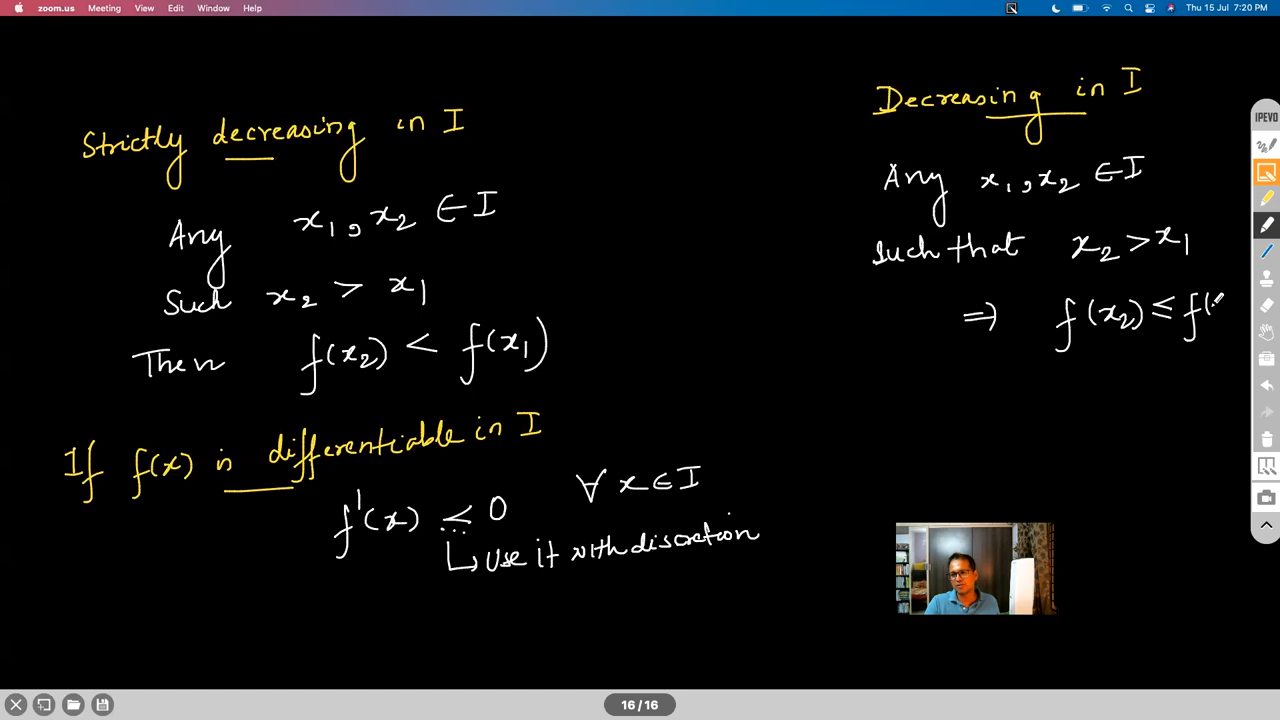 zoom.us Meeting View Edit Window Help Thu 15 Jul 7:20 PM
Strictly decreasing in I
Any x₁, x₂ ∈ I
Such x₂ > x₁
Then f(x₂) < f(x₁)
If f(x) is differentiable in I
f'(x) ≤ 0 ∀ x ∈ I
↳ Use it with discretion
Decreasing in I
Any x₁, x₂ ∈ I
Such that x₂ > x₁
⇒ f(x₂) ≤ f(
IPEVO
16 / 16